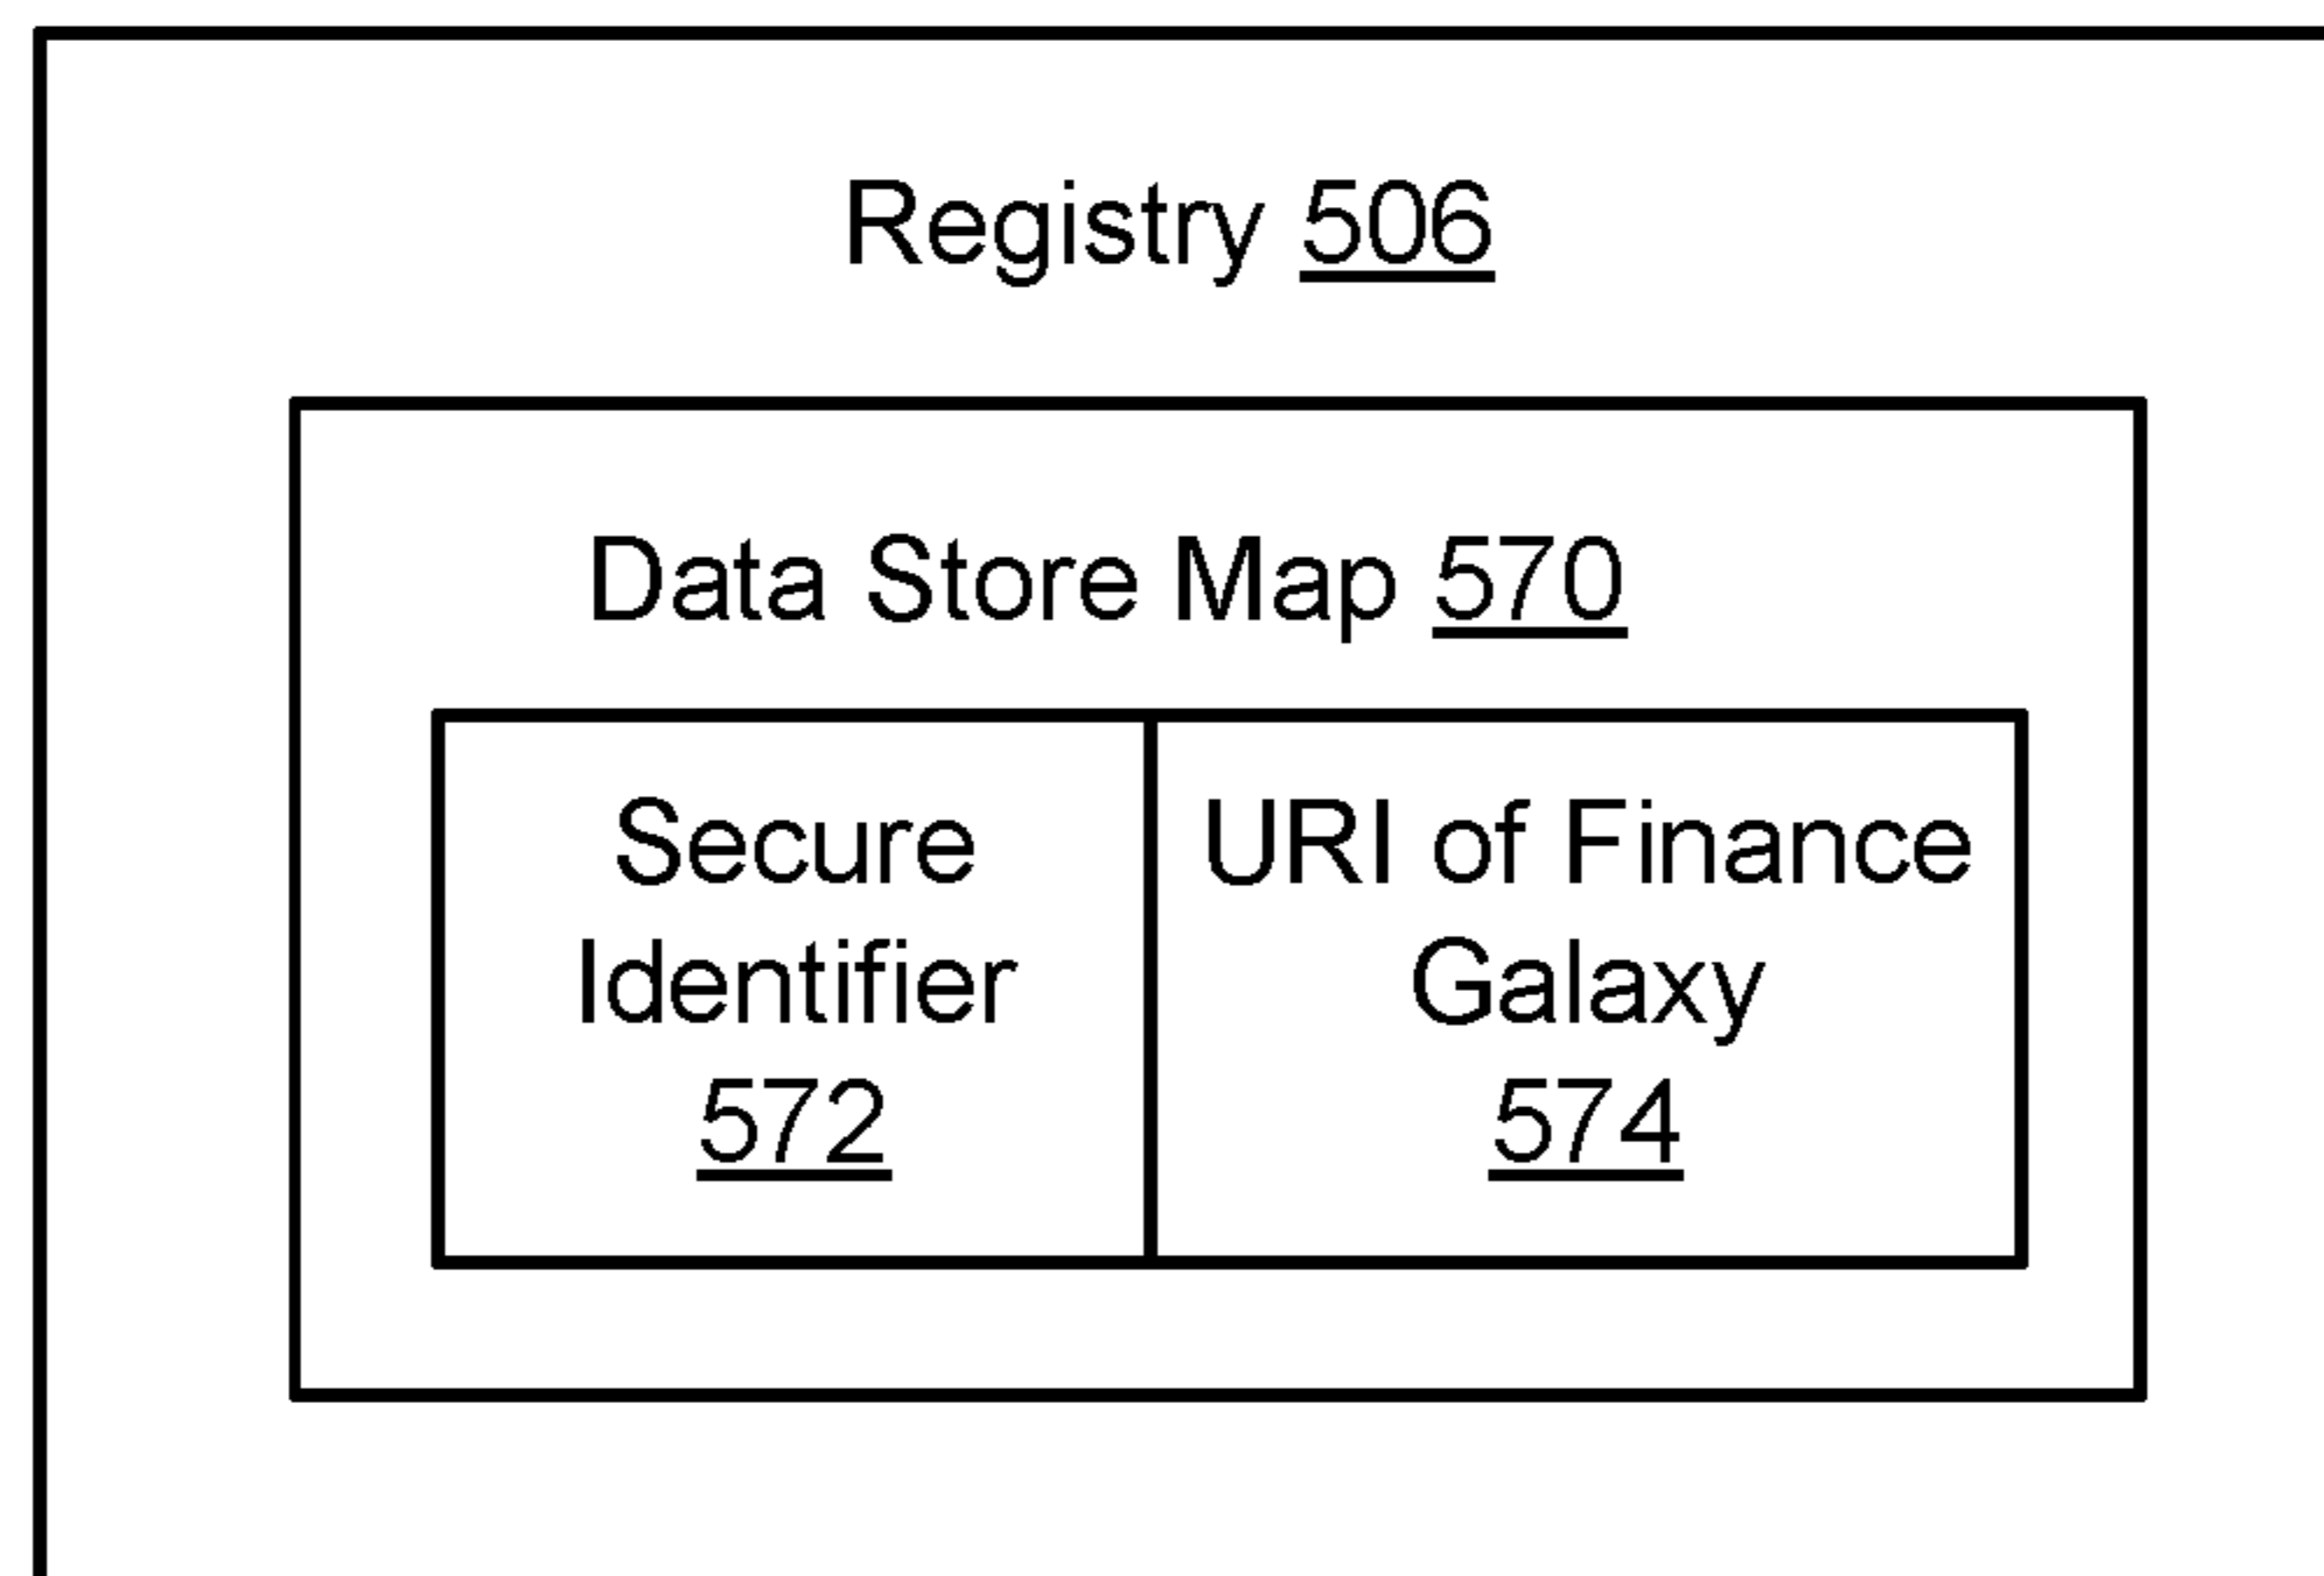 Registry 506
Data Store Map 570
Secure
Identifier
572
URI of Finance
Galaxy
574